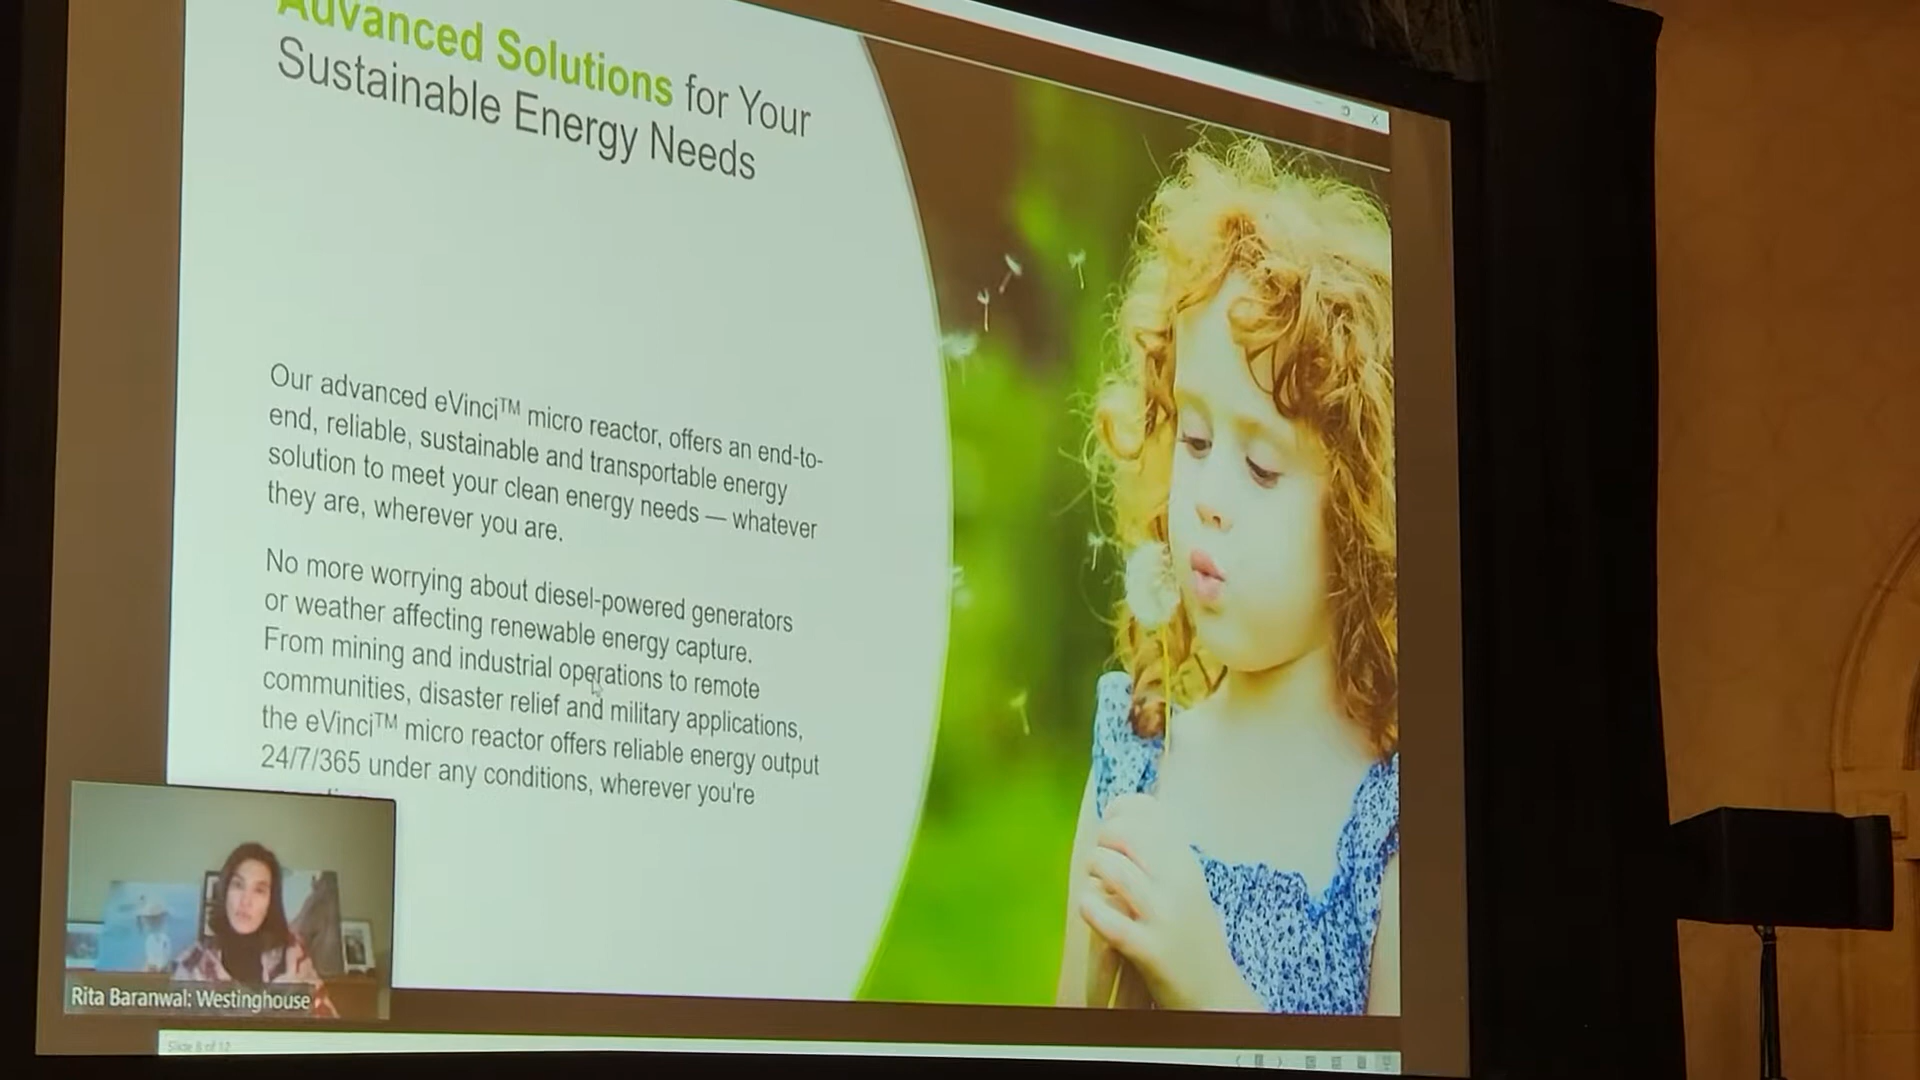 Advanced Solutions for Your
Sustainable Energy Needs
Our advanced eVinci™ micro reactor, offers an end-to-
end, reliable, sustainable and transportable energy
solution to meet your clean energy needs — whatever
they are, wherever you are.
No more worrying about diesel-powered generators
or weather affecting renewable energy capture.
From mining and industrial operations to remote
communities, disaster relief and military applications,
the eVinci™ micro reactor offers reliable energy output
24/7/365 under any conditions, wherever you're
Rita Baranwal: Westinghouse
Slide 8 of 12